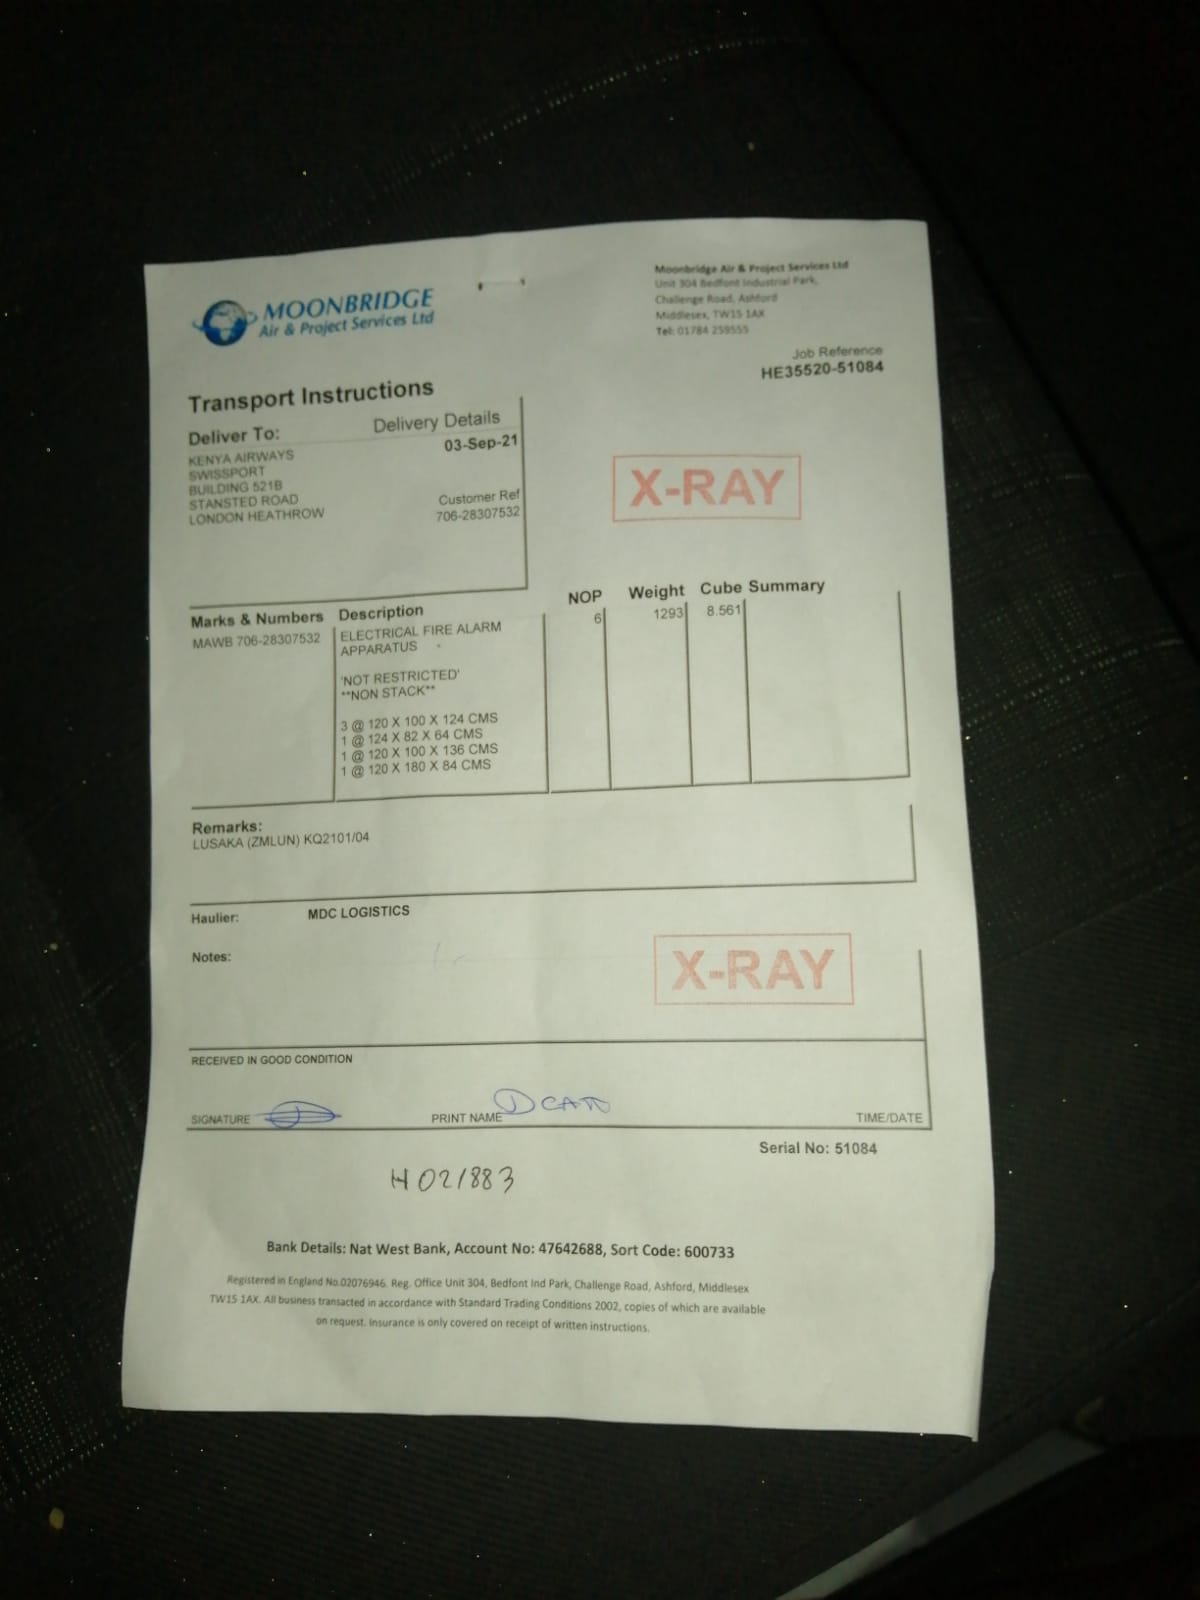 MOONBRIDGE
Air & Project Services Ltd
Moonbridge Air & Project Services Ltd
Unit 304 Bedfont Industrial Park,
Challenge Road, Ashford
Middlesex, TW15 1AX
Tel: 01784 259555
Job Reference
HE35520-51084
Transport Instructions
Deliver To:
Delivery Details
03-Sep-21
KENYA AIRWAYS
SWISSPORT
BUILDING 521B
STANSTED ROAD
LONDON HEATHROW
Customer Ref
706-28307532
X-RAY
Marks & Numbers Description NOP Weight Cube Summary
MAWB 706-28307532 ELECTRICAL FIRE ALARM 6 1293 8.561
APPARATUS
'NOT RESTRICTED'
**NON STACK**
3 @ 120 X 100 X 124 CMS
1 @ 124 X 82 X 64 CMS
1 @ 120 X 100 X 136 CMS
1 @ 120 X 180 X 84 CMS
Remarks:
LUSAKA (ZMLUN) KQ2101/04
Haulier: MDC LOGISTICS
Notes:
X-RAY
RECEIVED IN GOOD CONDITION
SIGNATURE PRINT NAME TIME/DATE
Serial No: 51084
H021883
Bank Details: Nat West Bank, Account No: 47642688, Sort Code: 600733
Registered in England No.02076946. Reg. Office Unit 304, Bedfont Ind Park, Challenge Road, Ashford, Middlesex
TW15 1AX. All business transacted in accordance with Standard Trading Conditions 2002, copies of which are available
on request. Insurance is only covered on receipt of written instructions.